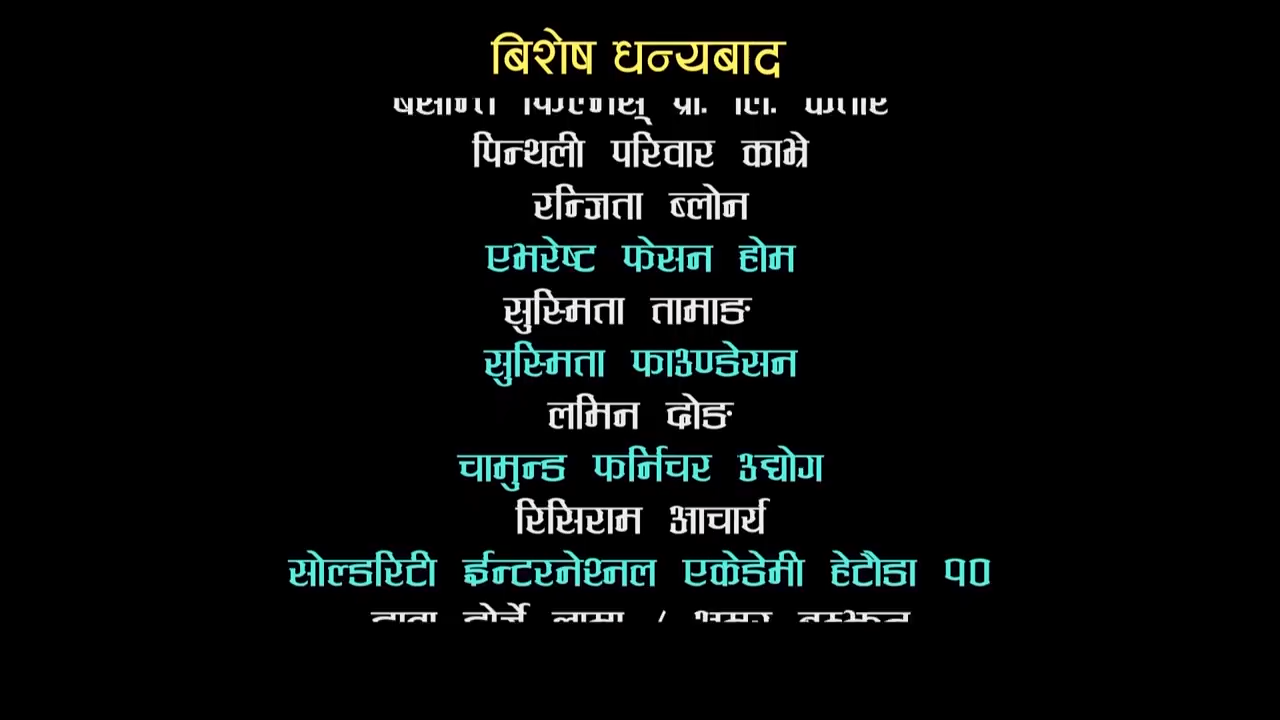 बिशेष धन्यबाद
प्रा. लि. कतार
पिन्थली परिवार काभ्रे
रन्जिता ब्लोन
एभरेष्ट फेसन होम
सुस्मिता तामाङ
सुस्मिता फाउण्डेसन
लमिन ढोङ
चामुन्ड फर्निचर उद्योग
रिसिराम आचार्य
सोल्डरिटी ईन्टरनेश्नल एकेडेमी हेटौडा १०
लामा /